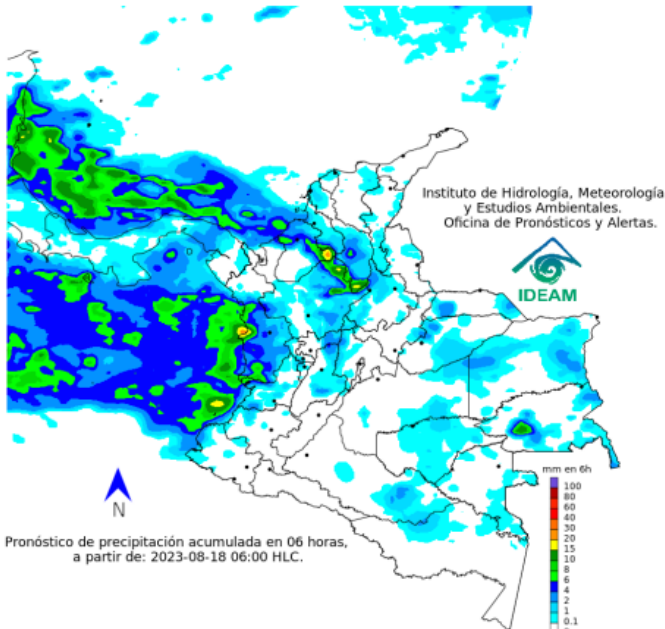 Instituto de Hidrología, Meteorología
y Estudios Ambientales.
Oficina de Pronósticos y Alertas.
IDEAM
N
Pronóstico de precipitación acumulada en 06 horas,
a partir de: 2023-08-18 06:00 HLC.
mm en 6h
100
80
60
40
30
20
15
10
8
6
4
2
1
0.1